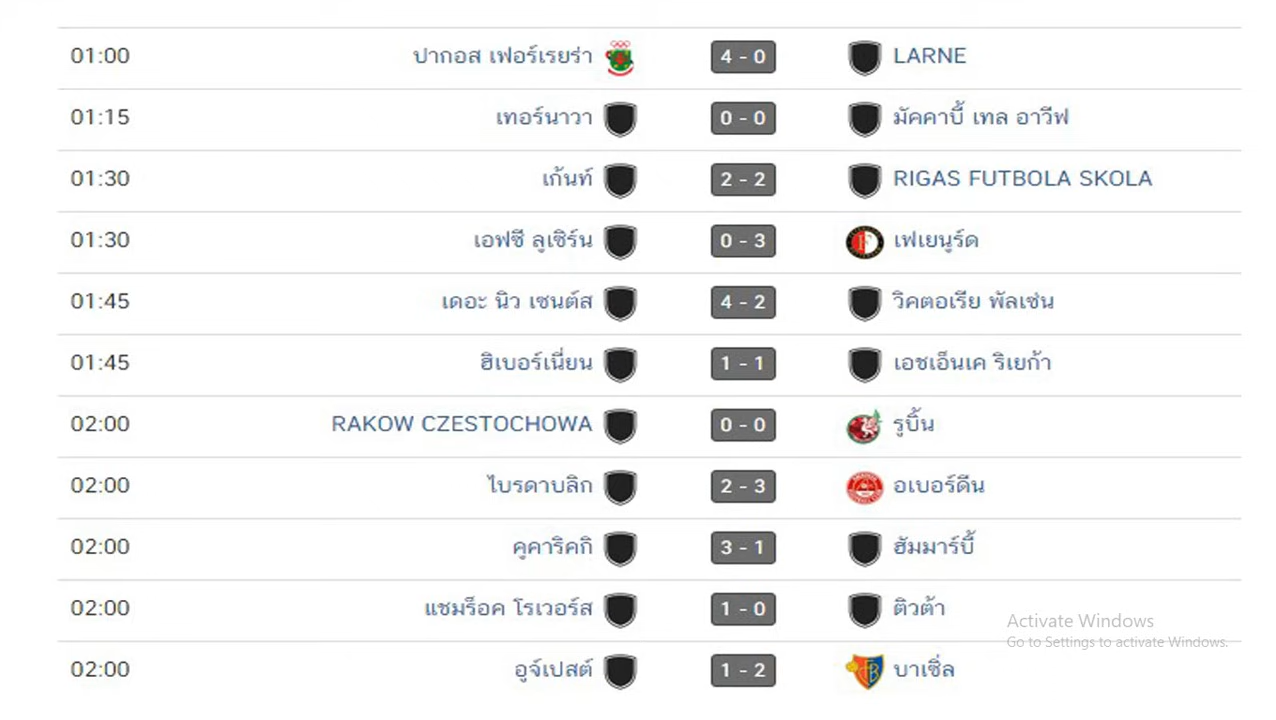 01:00 ปากอส เฟอร์เรยร่า 4 - 0 LARNE
01:15 เทอร์นาวา 0 - 0 มัคคาบี้ เทล อาวีฟ
01:30 เก้นท์ 2 - 2 RIGAS FUTBOLA SKOLA
01:30 เอฟซี ลูเซิร์น 0 - 3 เฟเยนูร์ด
01:45 เดอะ นิว เซนต์ส 4 - 2 วิคตอเรีย พัลเซ่น
01:45 ฮิเบอร์เนี่ยน 1 - 1 เอชเอ็นเค ริเยก้า
02:00 RAKOW CZESTOCHOWA 0 - 0 รูบิ้น
02:00 ไบรดาบลิก 2 - 3 อเบอร์ดีน
02:00 คูคาริคกิ 3 - 1 ฮัมมาร์บี้
02:00 แชมร็อค โรเวอร์ส 1 - 0 ติวต้า
Activate Windows
Go to Settings to activate Windows.
02:00 อูจ์เปสต์ 1 - 2 บาเซิ่ล